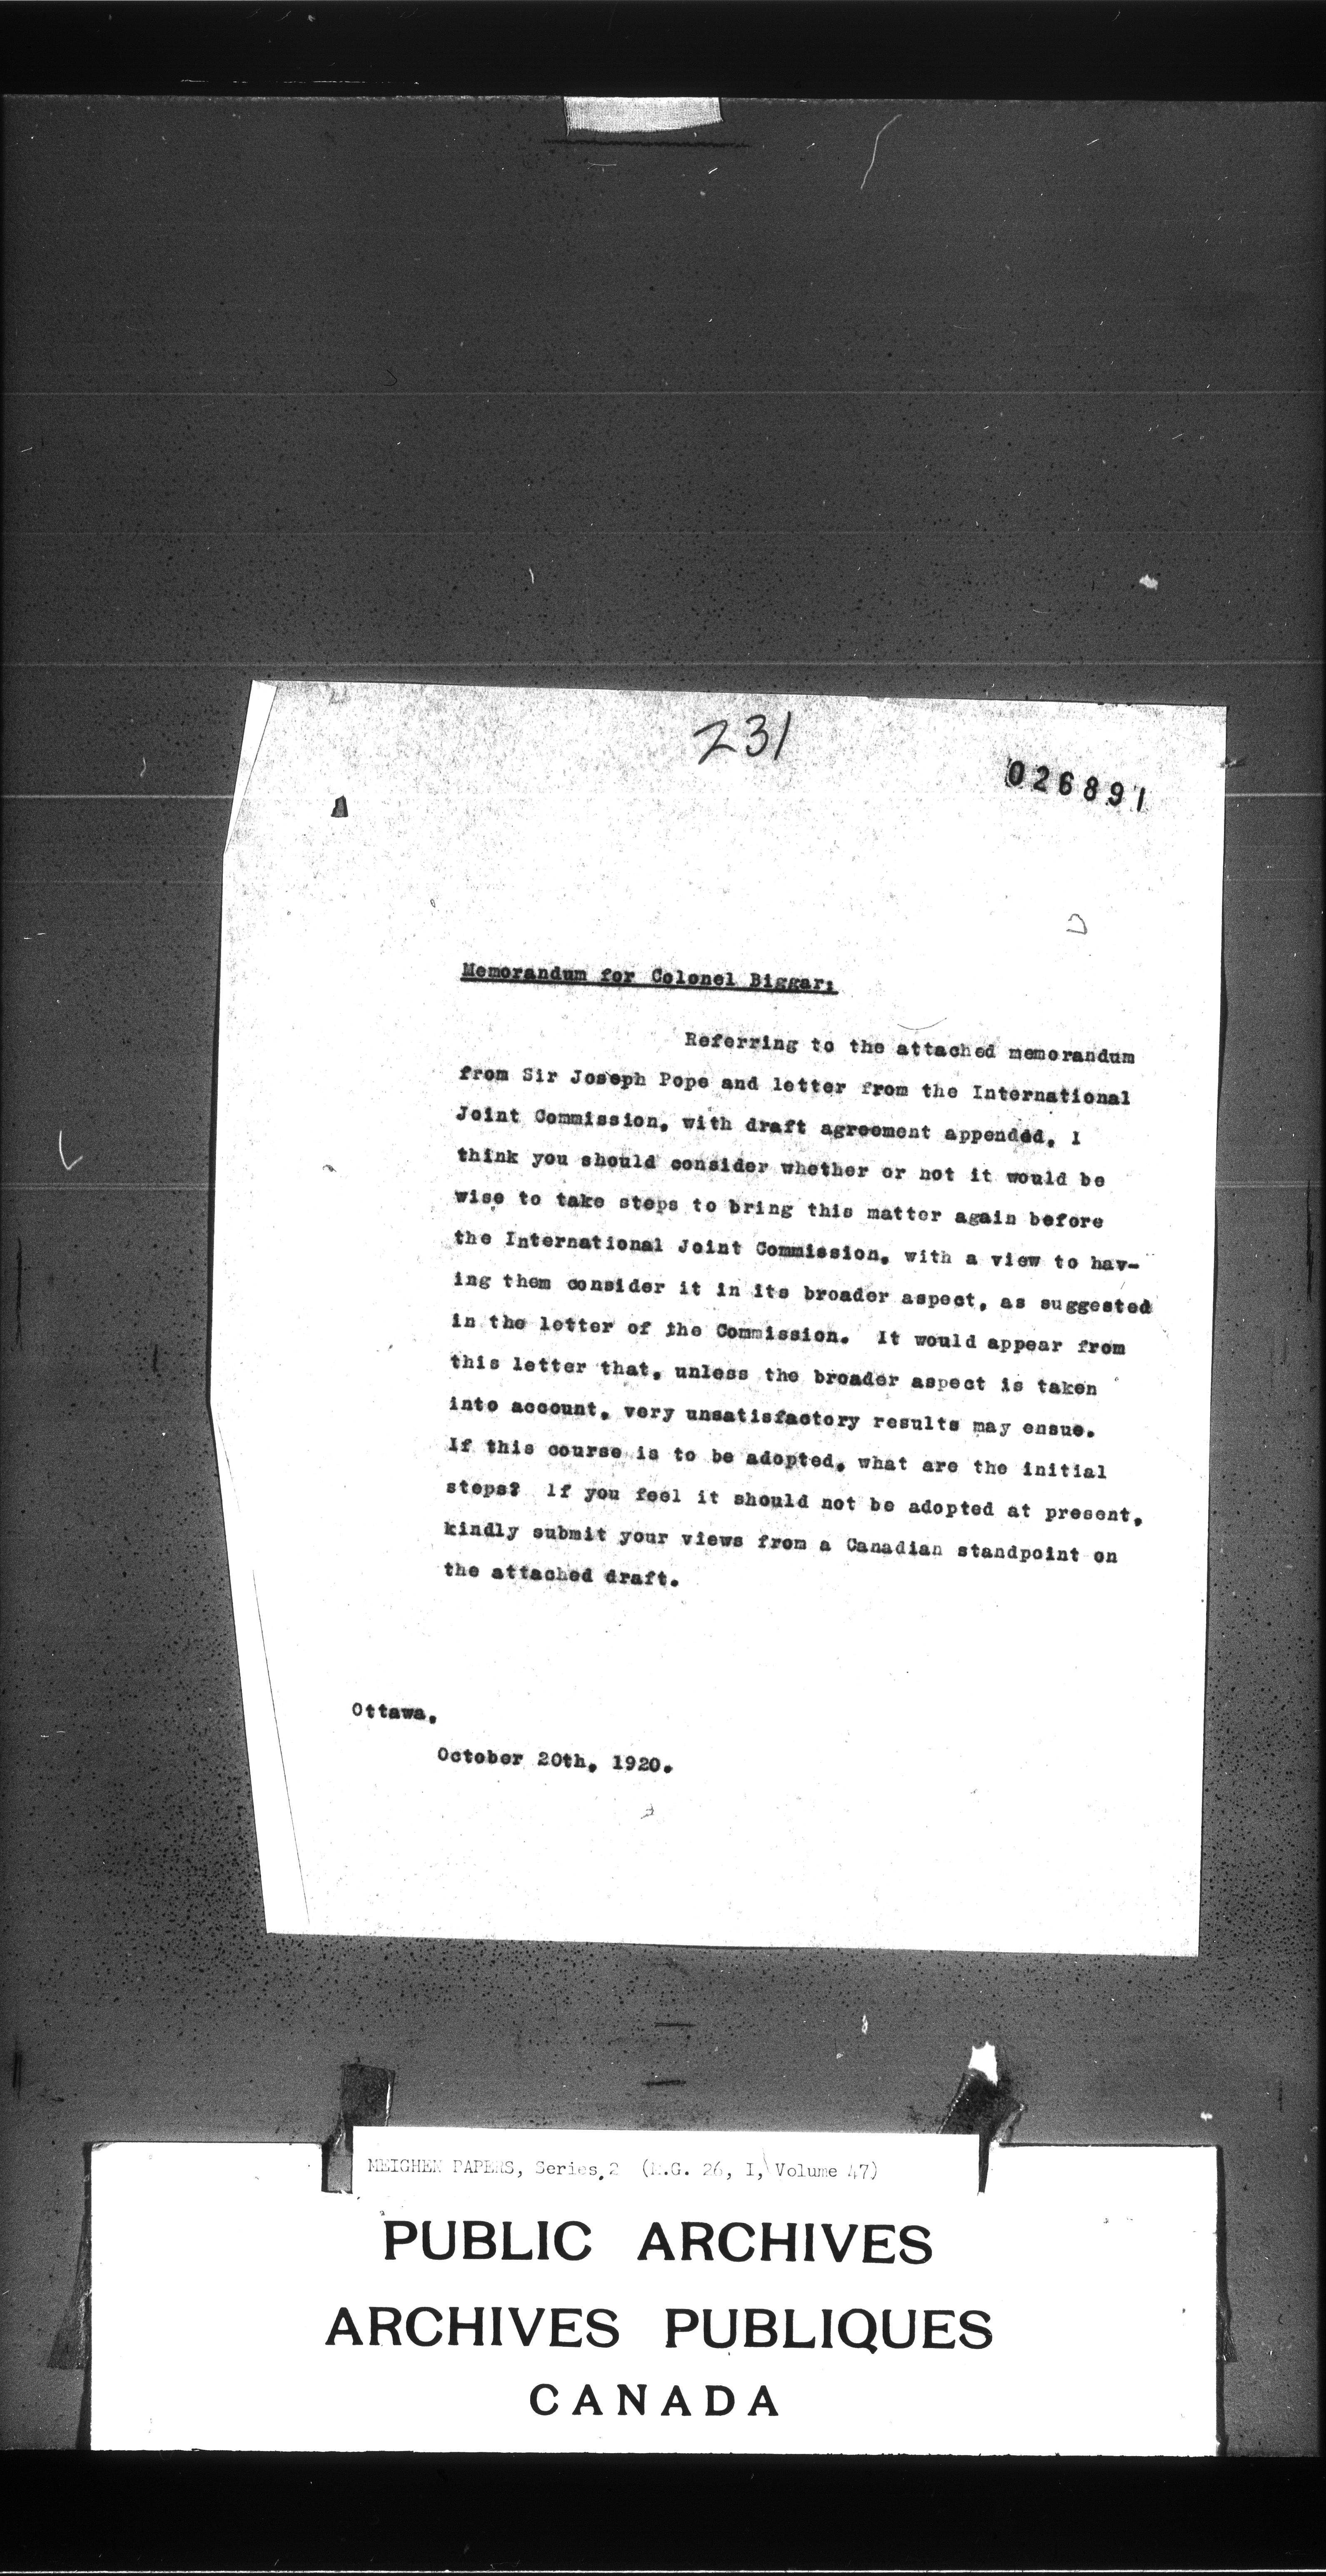 231
026891
Memorandum for Colonel Biggar:
Referring to the attached memorandum
from Sir Joseph Pope and letter from the International
Joint Commission, with draft agreement appended, I
think you should consider whether or not it would be
wise to take steps to bring this matter again before
the International Joint Commission, with a view to hav-
ing them consider it in its broader aspect, as suggested
in the letter of the Commission. It would appear from
this letter that, unless the broader aspect is taken
into account, very unsatisfactory results may ensue.
If this course is to be adopted, what are the initial
steps? If you feel it should not be adopted at present,
kindly submit your views from a Canadian standpoint on
the attached draft.
Ottawa,
October 20th, 1920.
MEIGHEN PAPERS, Series 2 (M.G. 26, I, Volume 47)
PUBLIC ARCHIVES
ARCHIVES PUBLIQUES
CANADA